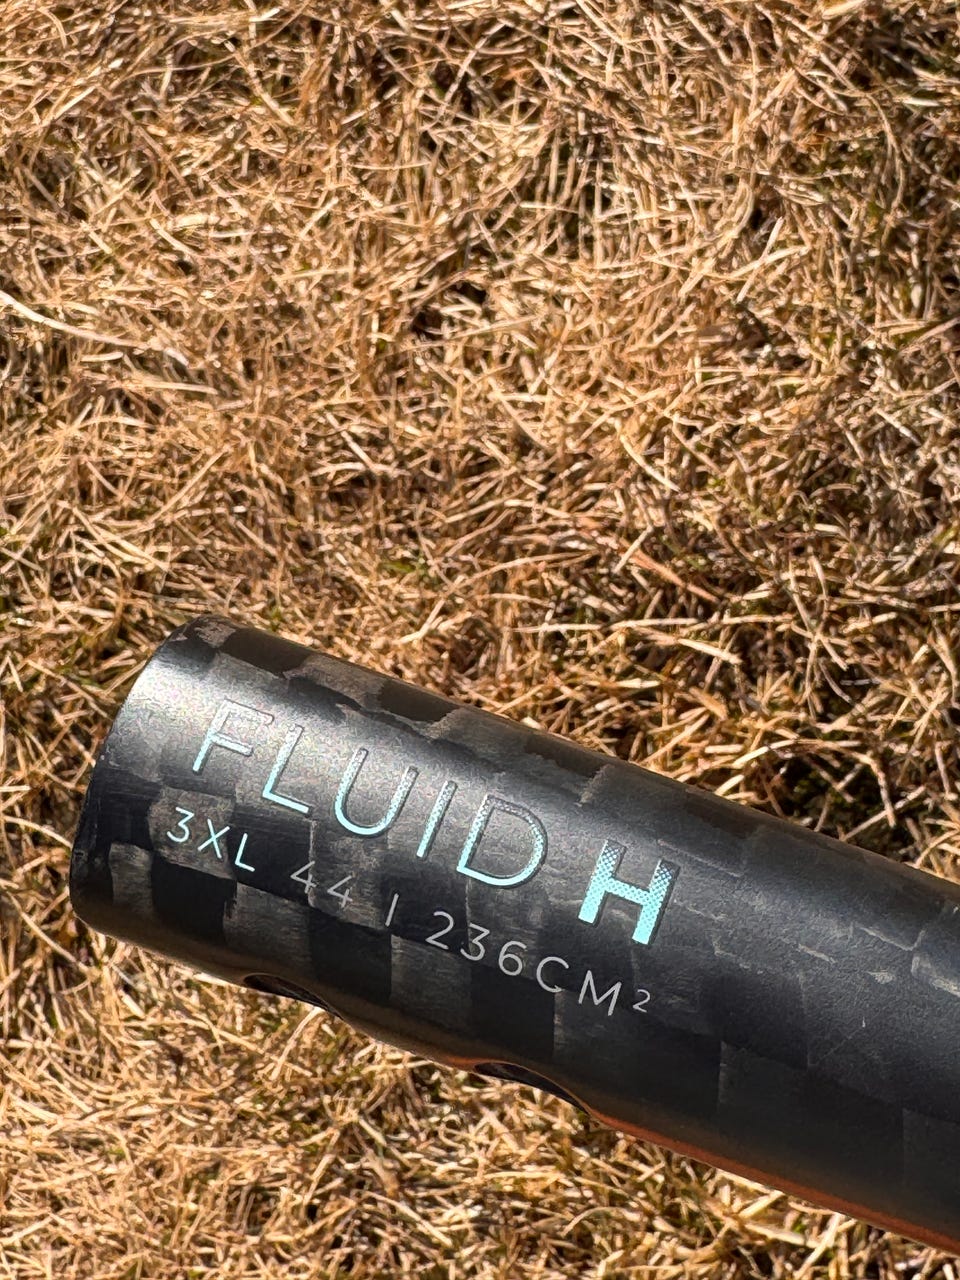 FLUID H
3XL 44 | 236CM²